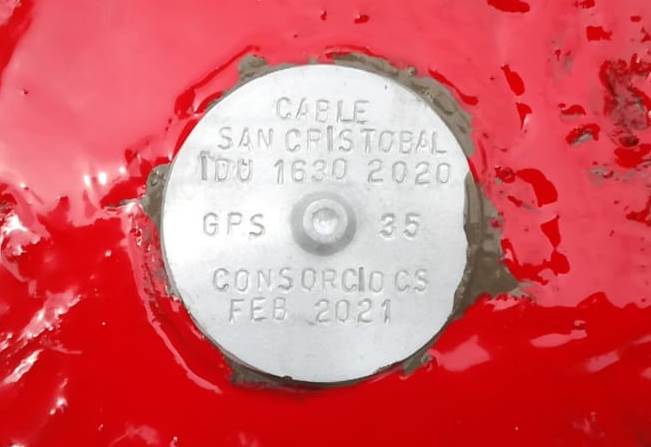 CABLE
SAN CRISTOBAL
IDU 1630 2020
GPS 35
CONSORCIO CS
FEB 2021